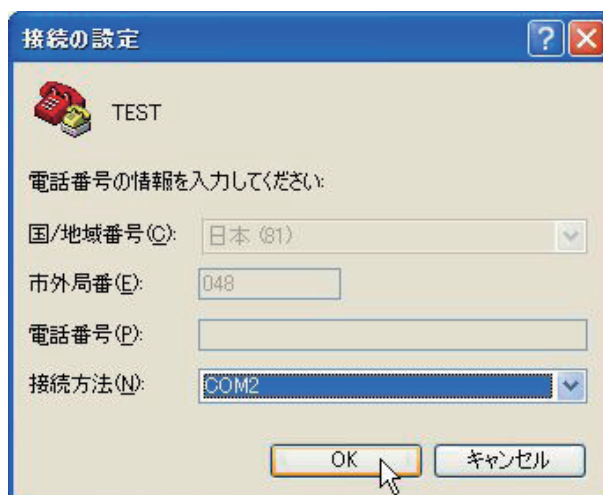 接続の設定
TEST
電話番号の情報を入力してください:
国/地域番号(C): 日本 (81)
市外局番(E): 048
電話番号(P):
接続方法(N): COM2
OK キャンセル